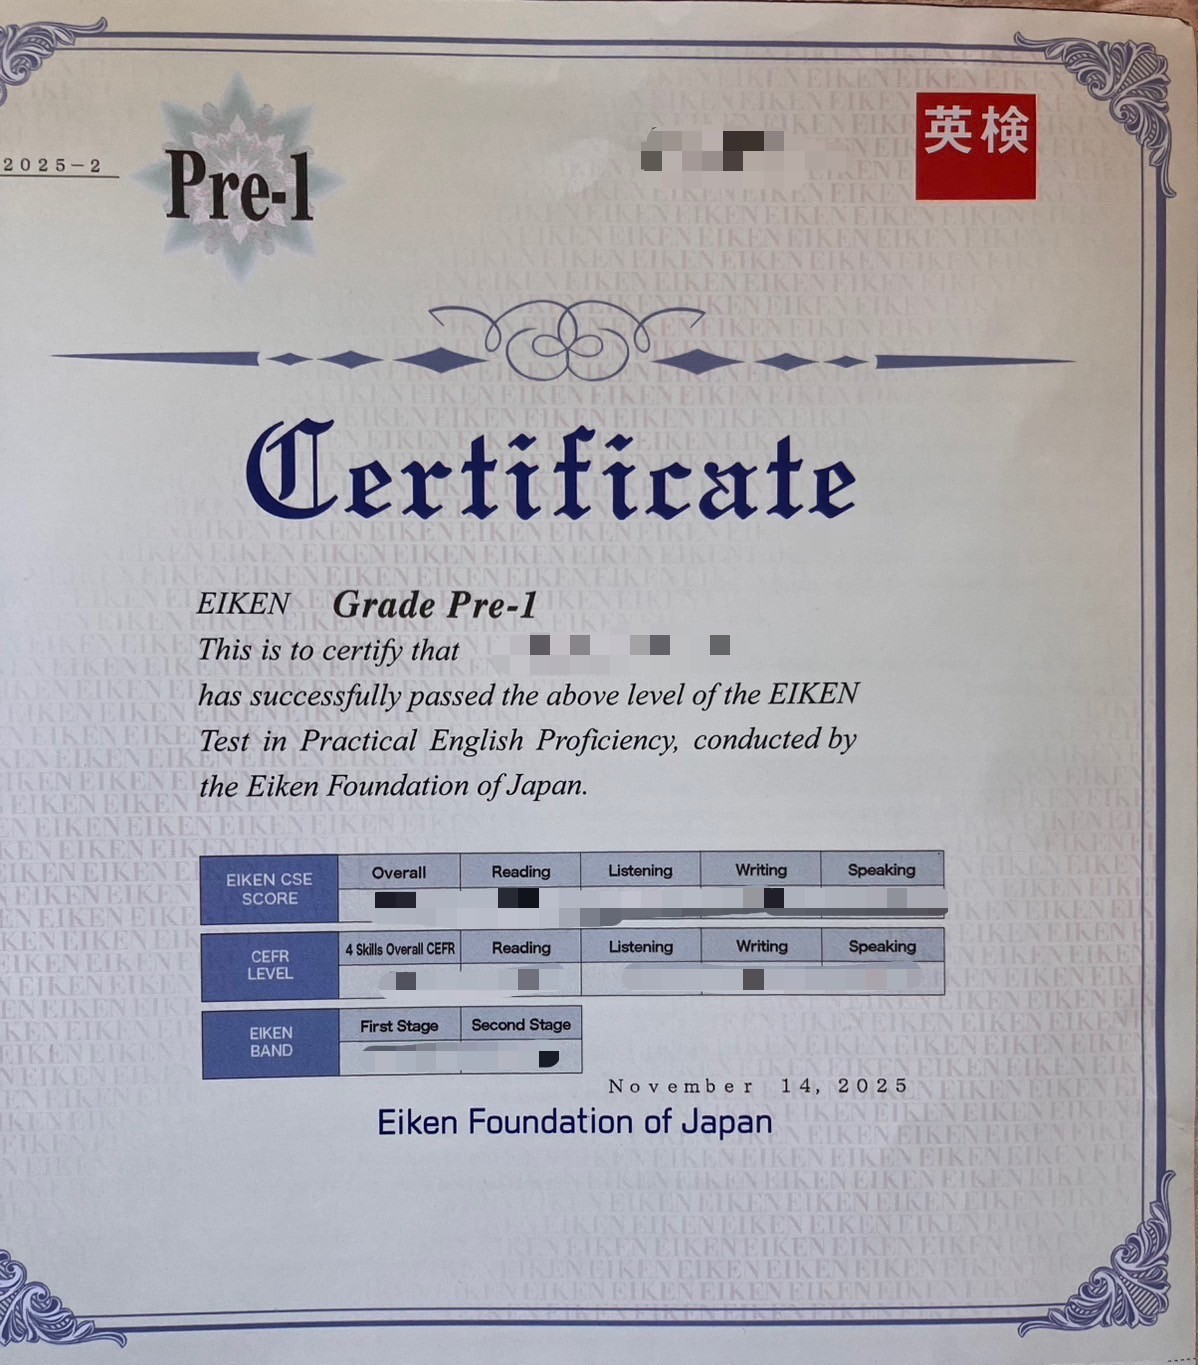 2025-2
Pre-1
英検
Certificate
EIKEN Grade Pre-1
This is to certify that
has successfully passed the above level of the EIKEN
Test in Practical English Proficiency, conducted by
the Eiken Foundation of Japan.
EIKEN CSE SCORE
Overall Reading Listening Writing Speaking
CEFR LEVEL
4 Skills Overall CEFR Reading Listening Writing Speaking
EIKEN BAND
First Stage Second Stage
November 14, 2025
Eiken Foundation of Japan